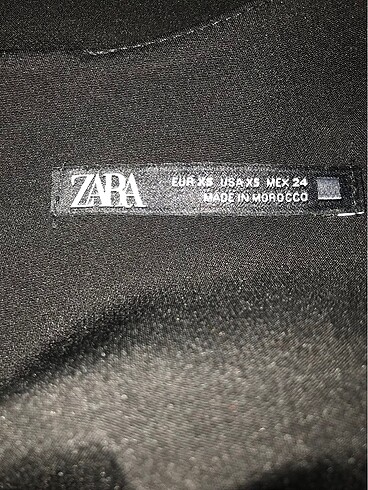 ZARA
EUR XS USA XS MEX 24
MADE IN MOROCCO